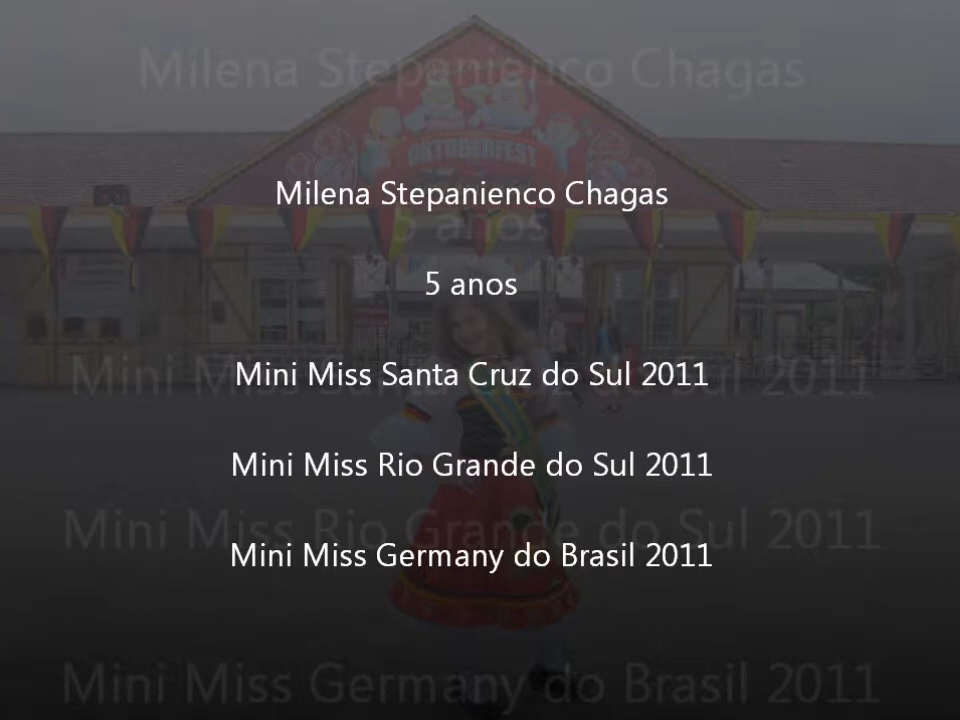 OKTOBERFEST
Milena Stepanienco Chagas
5 anos
Mini Miss Santa Cruz do Sul 2011
Mini Miss Rio Grande do Sul 2011
Mini Miss Germany do Brasil 2011